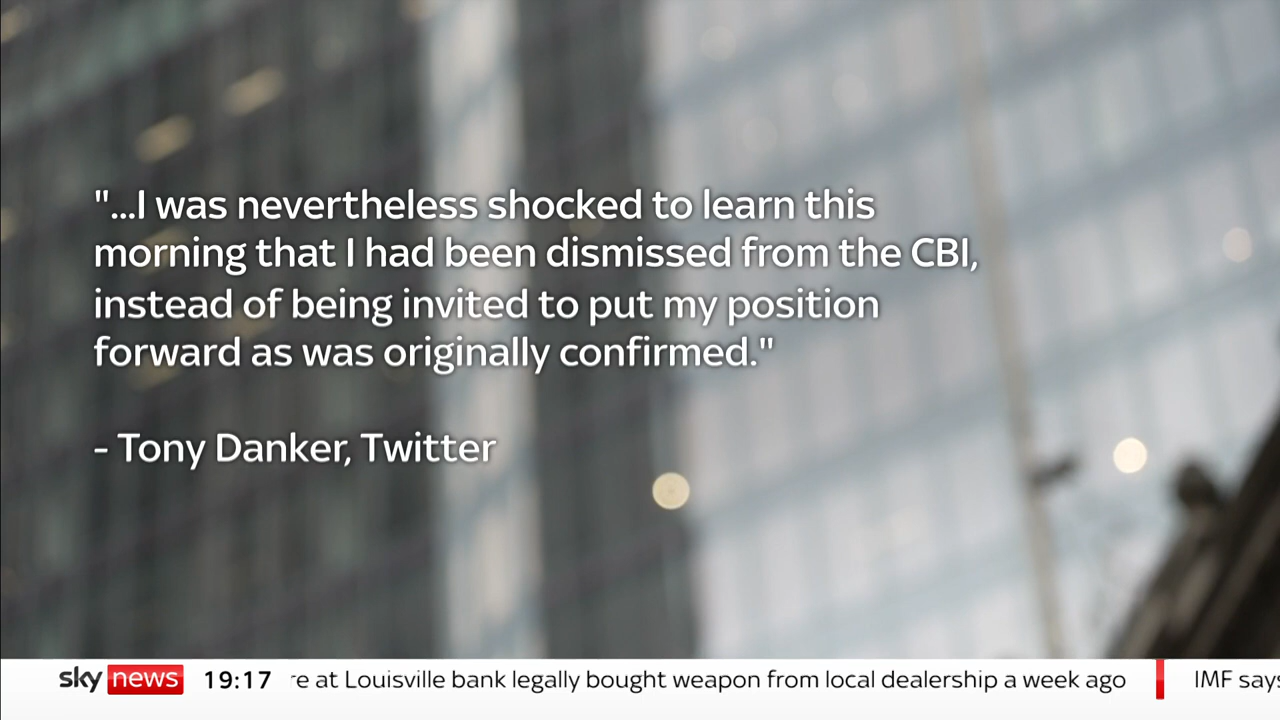 "...I was nevertheless shocked to learn this
morning that I had been dismissed from the CBI,
instead of being invited to put my position
forward as was originally confirmed."
- Tony Danker, Twitter
sky news 19:17 re at Louisville bank legally bought weapon from local dealership a week ago IMF says